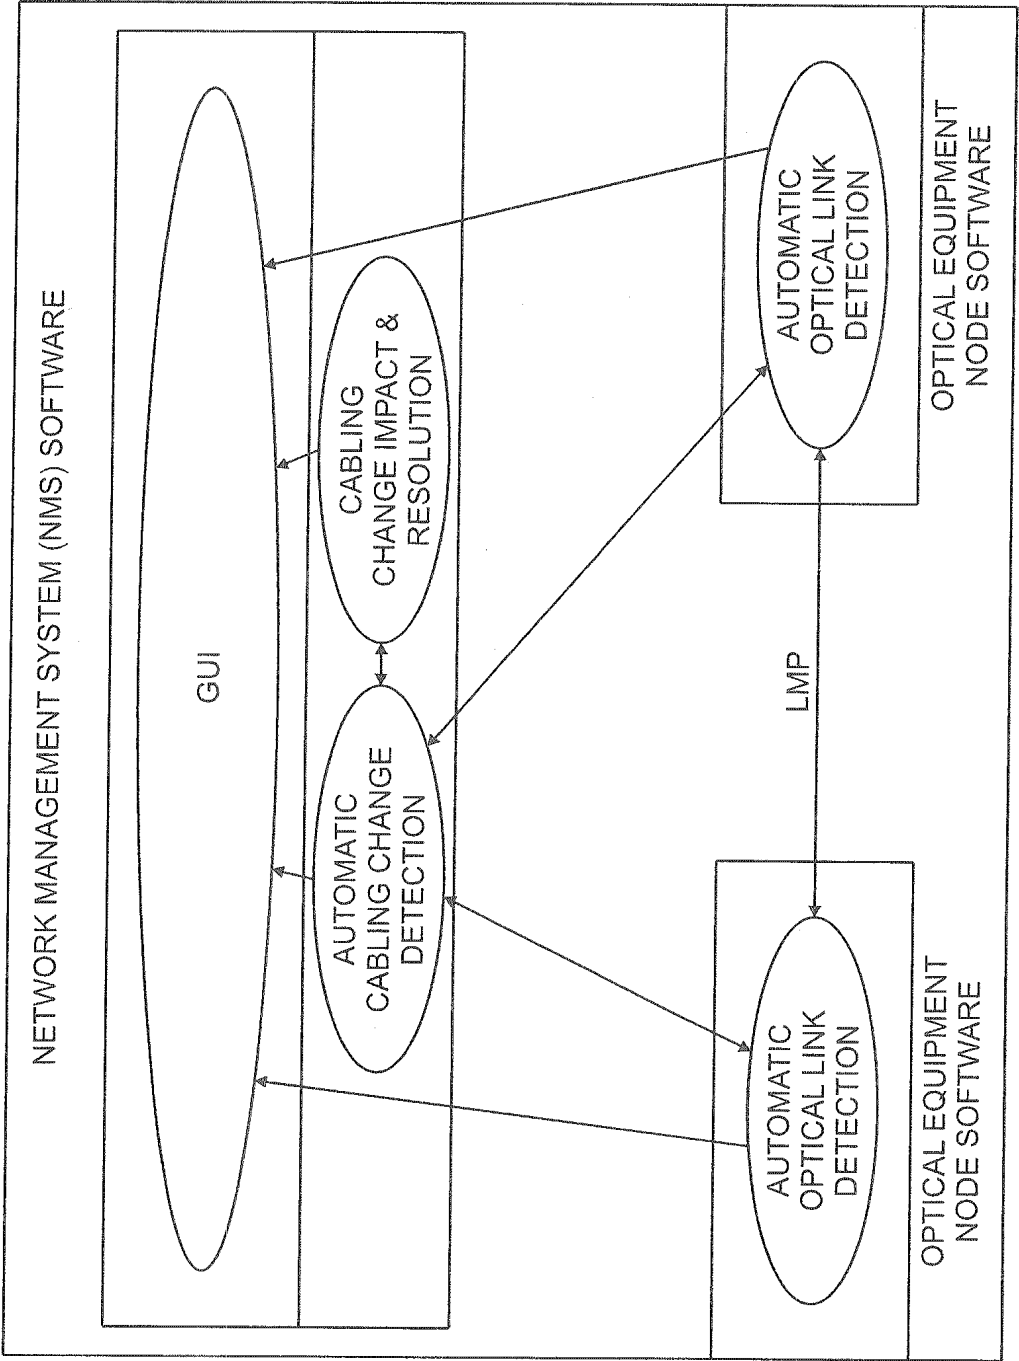 NETWORK MANAGEMENT SYSTEM (NMS) SOFTWARE
GUI
AUTOMATIC
CABLING CHANGE
DETECTION
CABLING
CHANGE IMPACT &
RESOLUTION
LMP
AUTOMATIC
OPTICAL LINK
DETECTION
OPTICAL EQUIPMENT
NODE SOFTWARE
AUTOMATIC
OPTICAL LINK
DETECTION
OPTICAL EQUIPMENT
NODE SOFTWARE